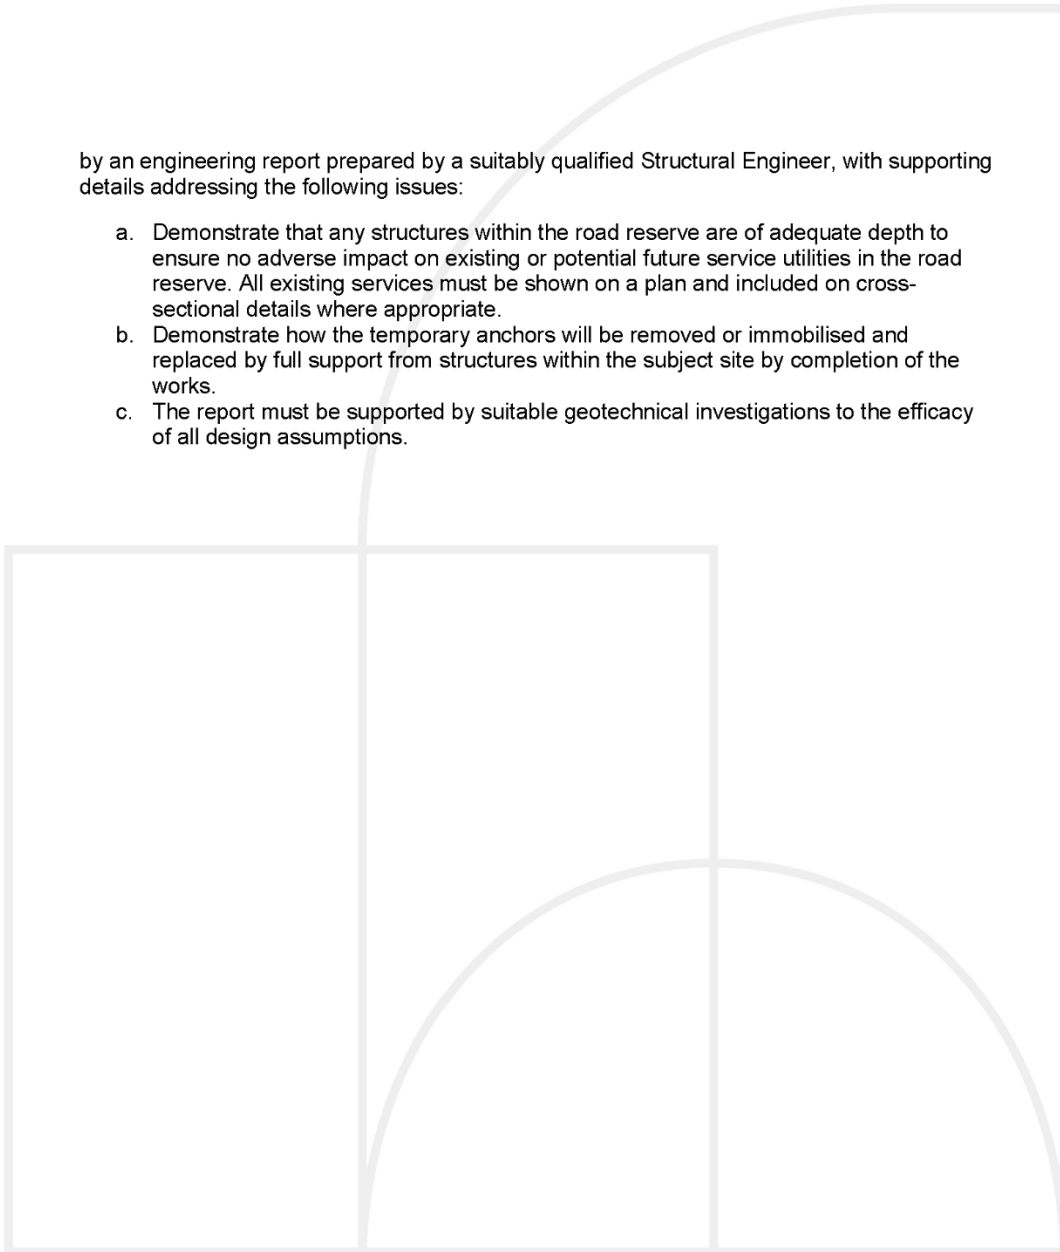 by an engineering report prepared by a suitably qualified Structural Engineer, with supporting
details addressing the following issues:
a. Demonstrate that any structures within the road reserve are of adequate depth to
ensure no adverse impact on existing or potential future service utilities in the road
reserve. All existing services must be shown on a plan and included on cross-
sectional details where appropriate.
b. Demonstrate how the temporary anchors will be removed or immobilised and
replaced by full support from structures within the subject site by completion of the
works.
c. The report must be supported by suitable geotechnical investigations to the efficacy
of all design assumptions.